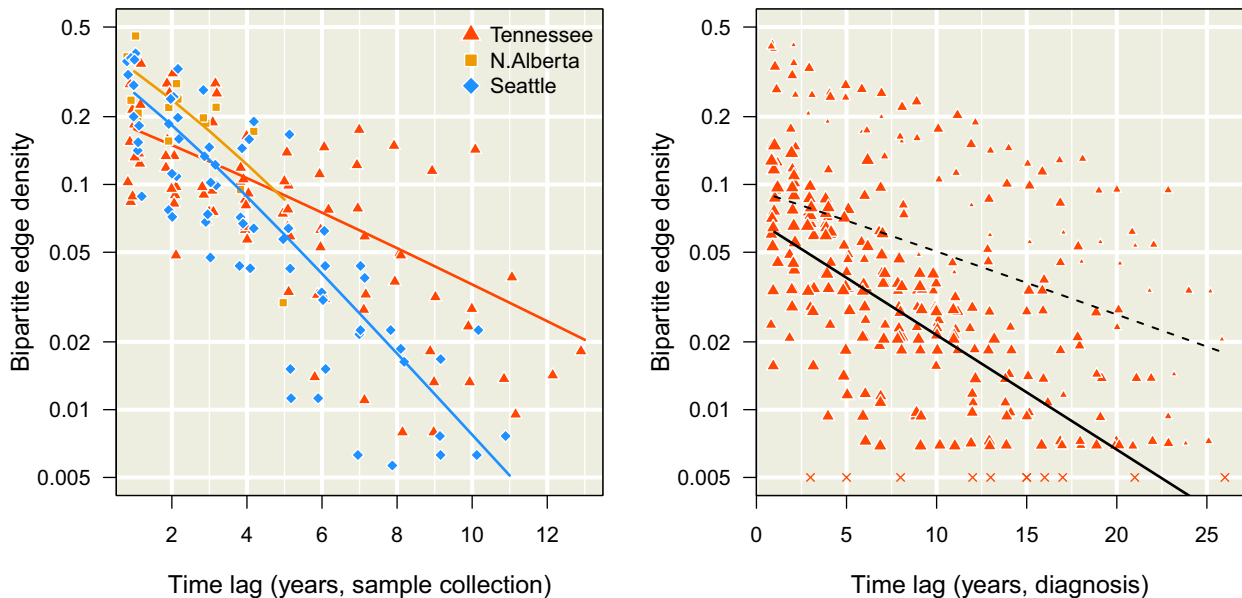 0.5
0.2
0.1
0.05
0.02
0.01
0.005
Bipartite edge density
Tennessee
N.Alberta
Seattle
2 4 6 8 10 12
Time lag (years, sample collection)
0.5
0.2
0.1
0.05
0.02
0.01
0.005
Bipartite edge density
0 5 10 15 20 25
Time lag (years, diagnosis)